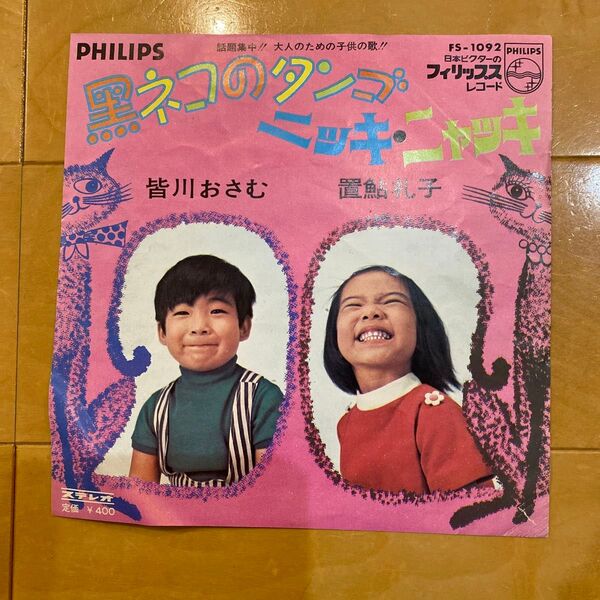 PHILIPS
話題集中!! 大人のための子供の歌!!
FS-1092
日本ビクターの
フィリップス
レコード
PHILIPS
黒ネコのタンゴ
ニッキ・ニャッキ
皆川おさむ
置鮎礼子
ステレオ
定価 ¥400